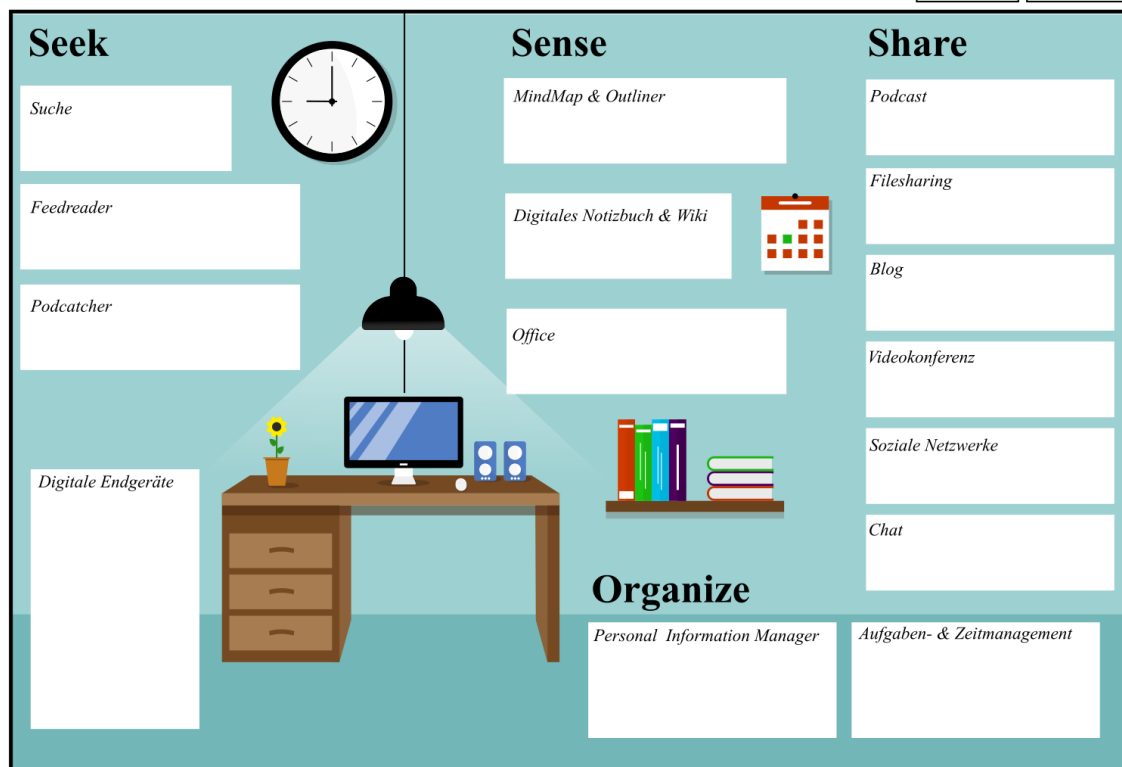 Seek
Suche
Feedreader
Podcatcher
Digitale Endgeräte
Sense
MindMap & Outliner
Digitales Notizbuch & Wiki
Office
Share
Podcast
Filesharing
Blog
Videokonferenz
Soziale Netzwerke
Chat
Organize
Personal Information Manager
Aufgaben- & Zeitmanagement